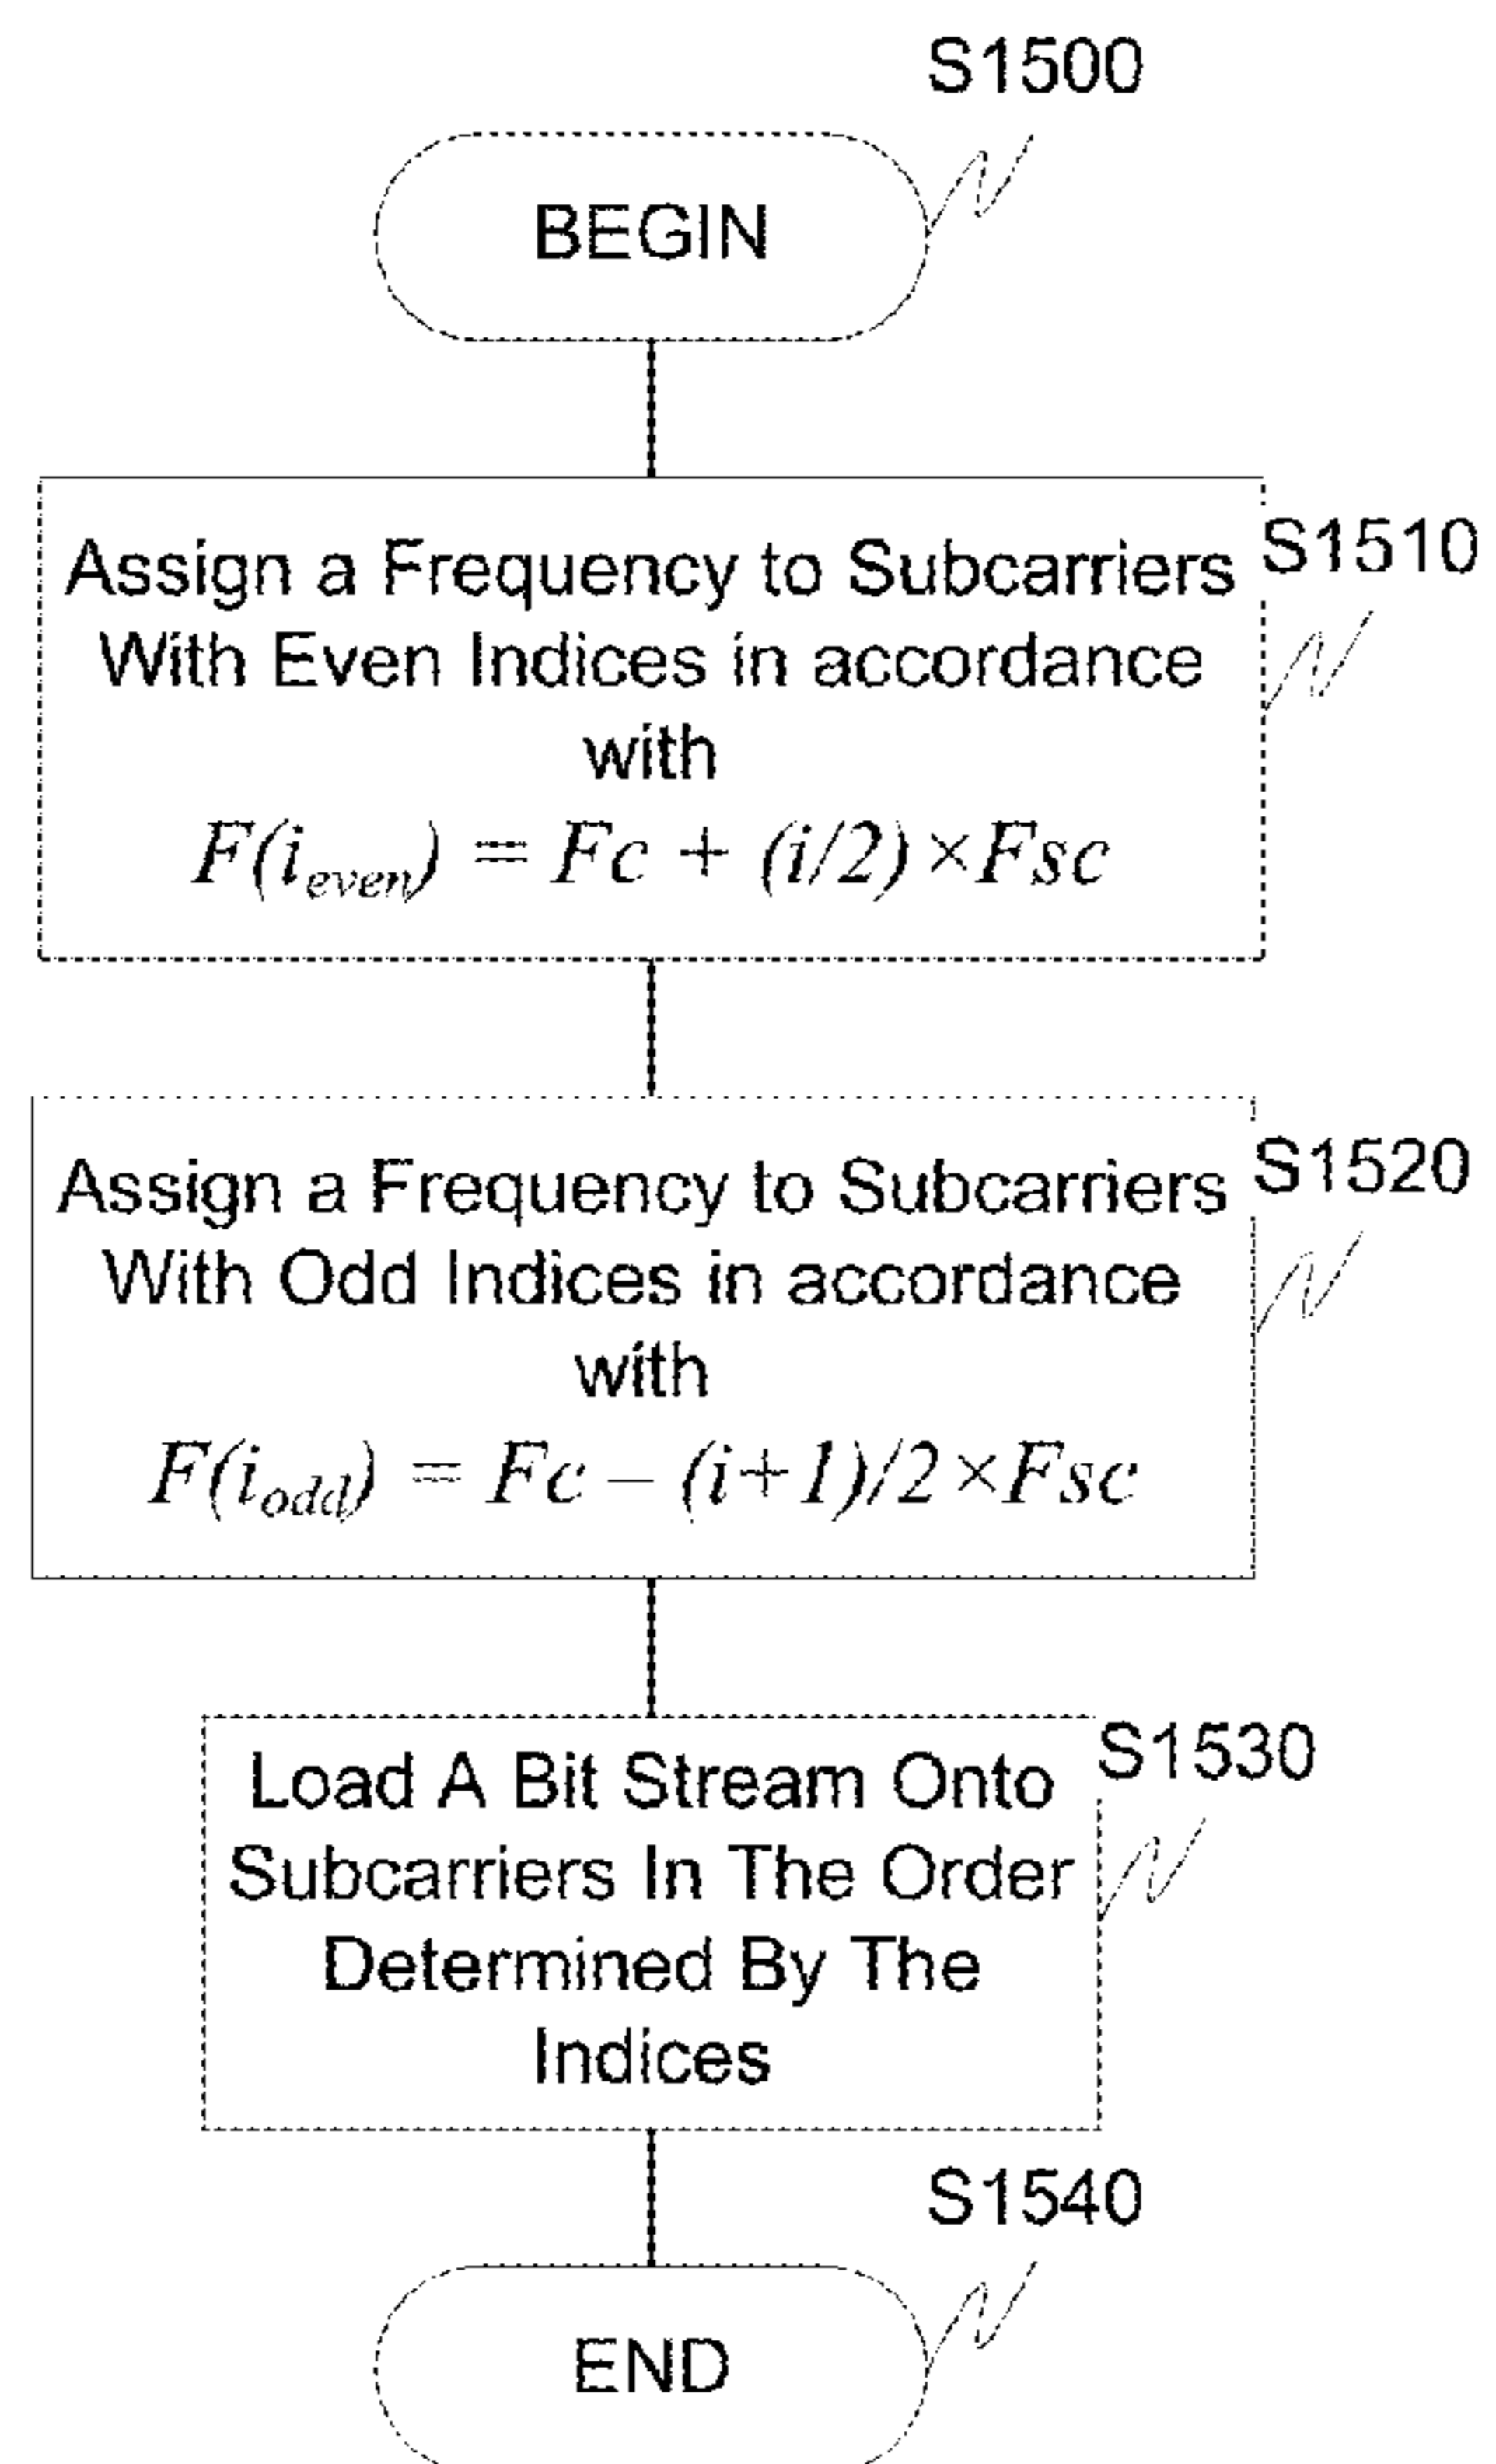 S1500
BEGIN
Assign a Frequency to Subcarriers
With Even Indices in accordance
with
F(i_even) = Fc + (i/2)×Fsc
S1510
Assign a Frequency to Subcarriers
With Odd Indices in accordance
with
F(i_odd) = Fc – (i+1)/2×Fsc
S1520
Load A Bit Stream Onto
Subcarriers In The Order
Determined By The
Indices
S1530
S1540
END